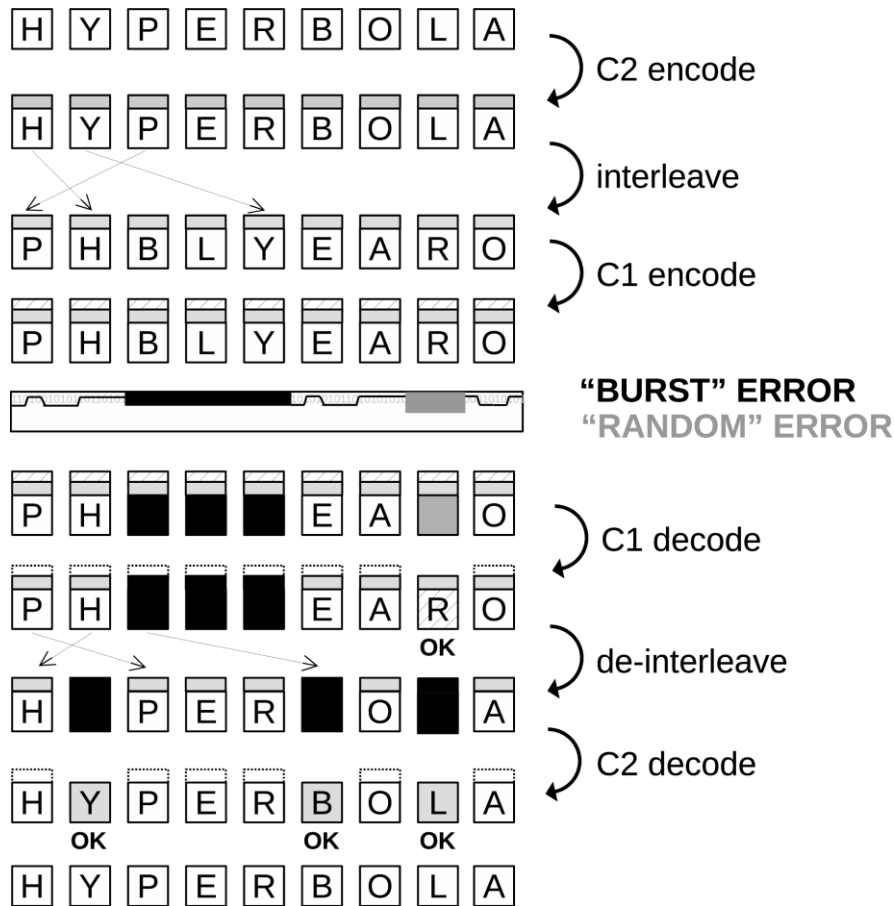 H Y P E R B O L A
C2 encode
H Y P E R B O L A
interleave
P H B L Y E A R O
C1 encode
P H B L Y E A R O
“BURST” ERROR
“RANDOM” ERROR
P H E A O
C1 decode
P H E A R O
OK
de-interleave
H P E R O A
C2 decode
H Y P E R B O L A
OK OK OK
H Y P E R B O L A